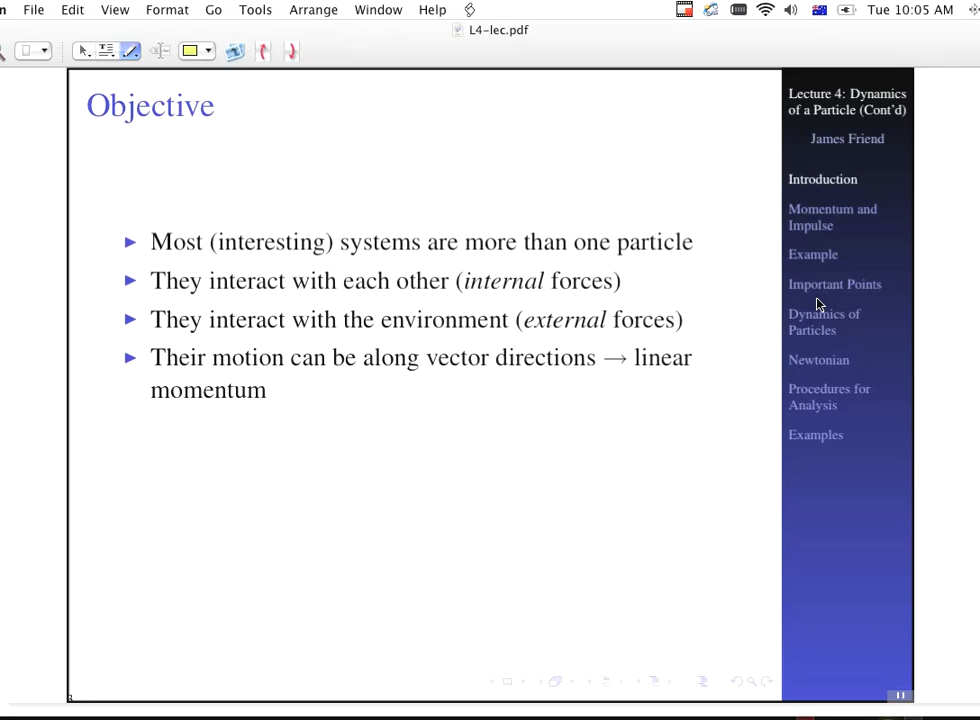 n File Edit View Format Go Tools Arrange Window Help Tue 10:05 AM
L4-lec.pdf
Objective
Most (interesting) systems are more than one particle
They interact with each other (internal forces)
They interact with the environment (external forces)
Their motion can be along vector directions → linear
momentum
3
Lecture 4: Dynamics
of a Particle (Cont'd)
James Friend
Introduction
Momentum and
Impulse
Example
Important Points
Dynamics of
Particles
Newtonian
Procedures for
Analysis
Examples